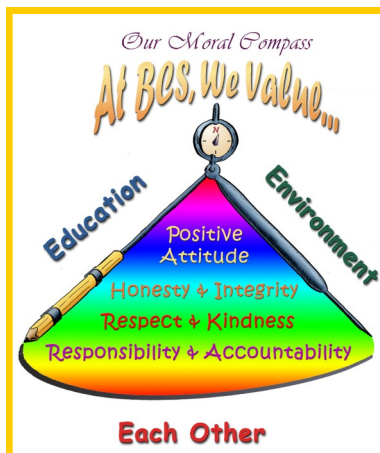 Our Moral Compass
At BCS, We Value...
N
Education
Environment
Positive
Attitude
Honesty & Integrity
Respect & Kindness
Responsibility & Accountability
Each Other